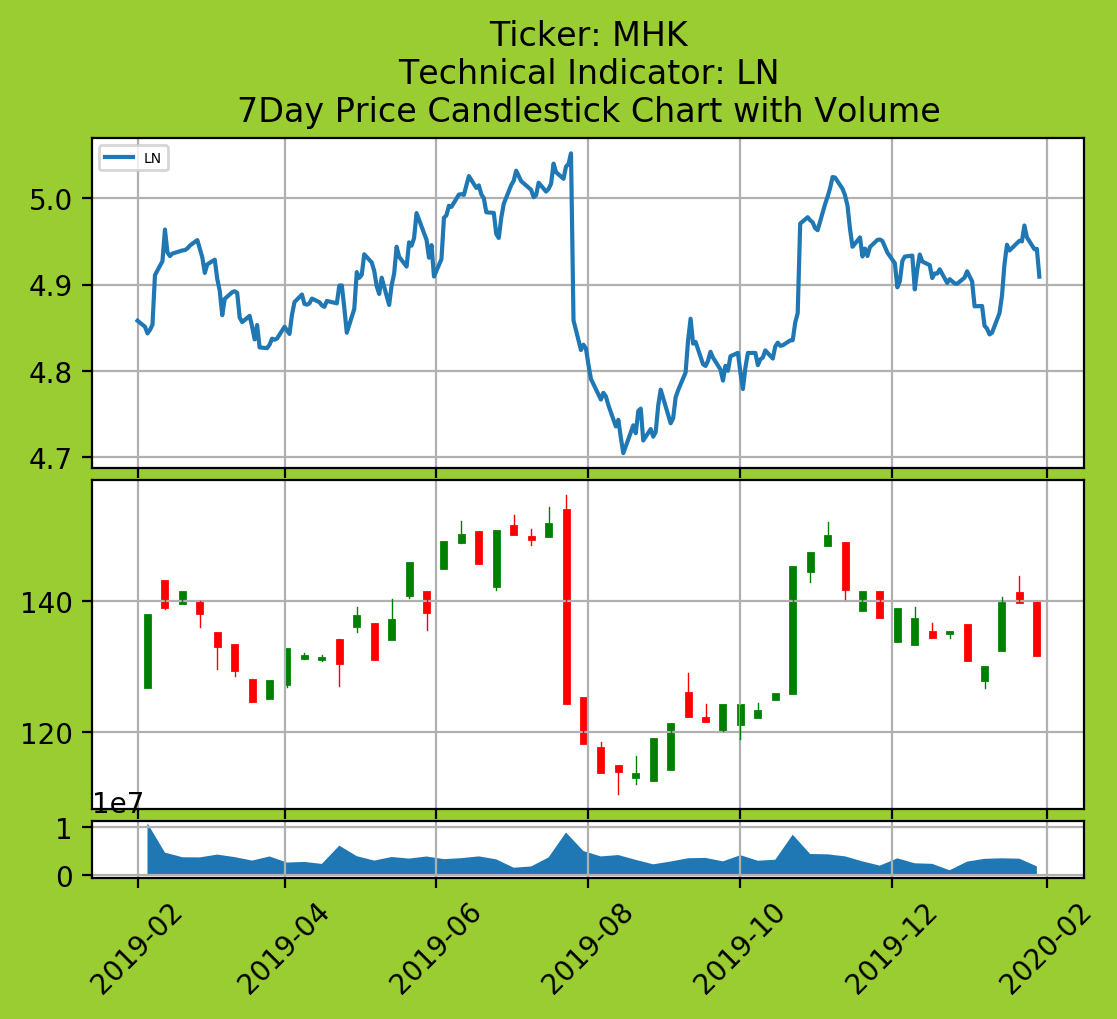 Ticker: MHK
Technical Indicator: LN
7Day Price Candlestick Chart with Volume
LN
5.0
4.9
4.8
4.7
140
120
1e7
1
0
2019-02 2019-04 2019-06 2019-08 2019-10 2019-12 2020-02